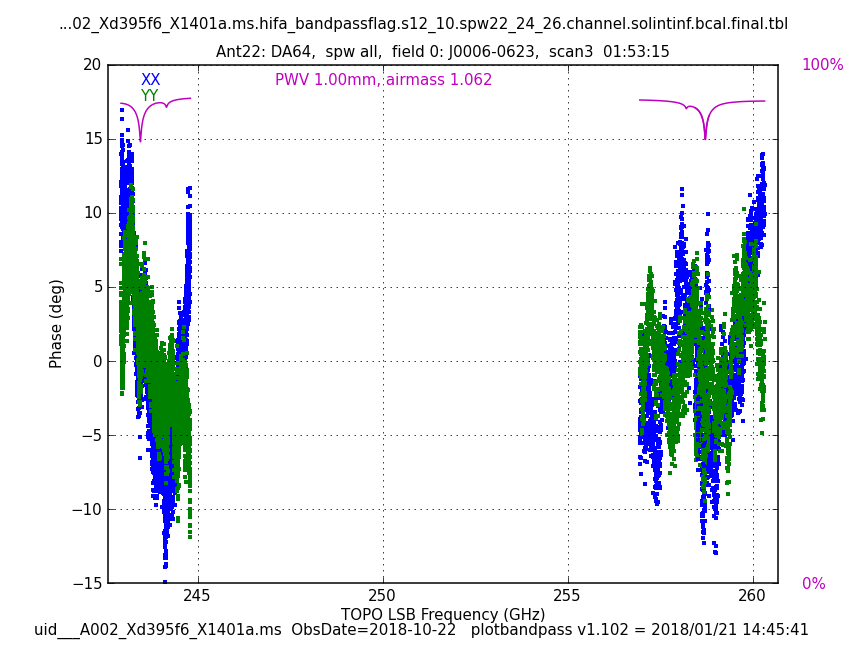 ...02_Xd395f6_X1401a.ms.hifa_bandpassflag.s12_10.spw22_24_26.channel.solintinf.bcal.final.tbl
Ant22: DA64,  spw all,  field 0: J0006-0623,  scan3  01:53:15
20
XX
PWV 1.00mm, airmass 1.062
100%
YY
15
10
5
0
−5
−10
−15
0%
Phase (deg)
245
250
255
260
TOPO LSB Frequency (GHz)
uid___A002_Xd395f6_X1401a.ms  ObsDate=2018-10-22   plotbandpass v1.102 = 2018/01/21 14:45:41